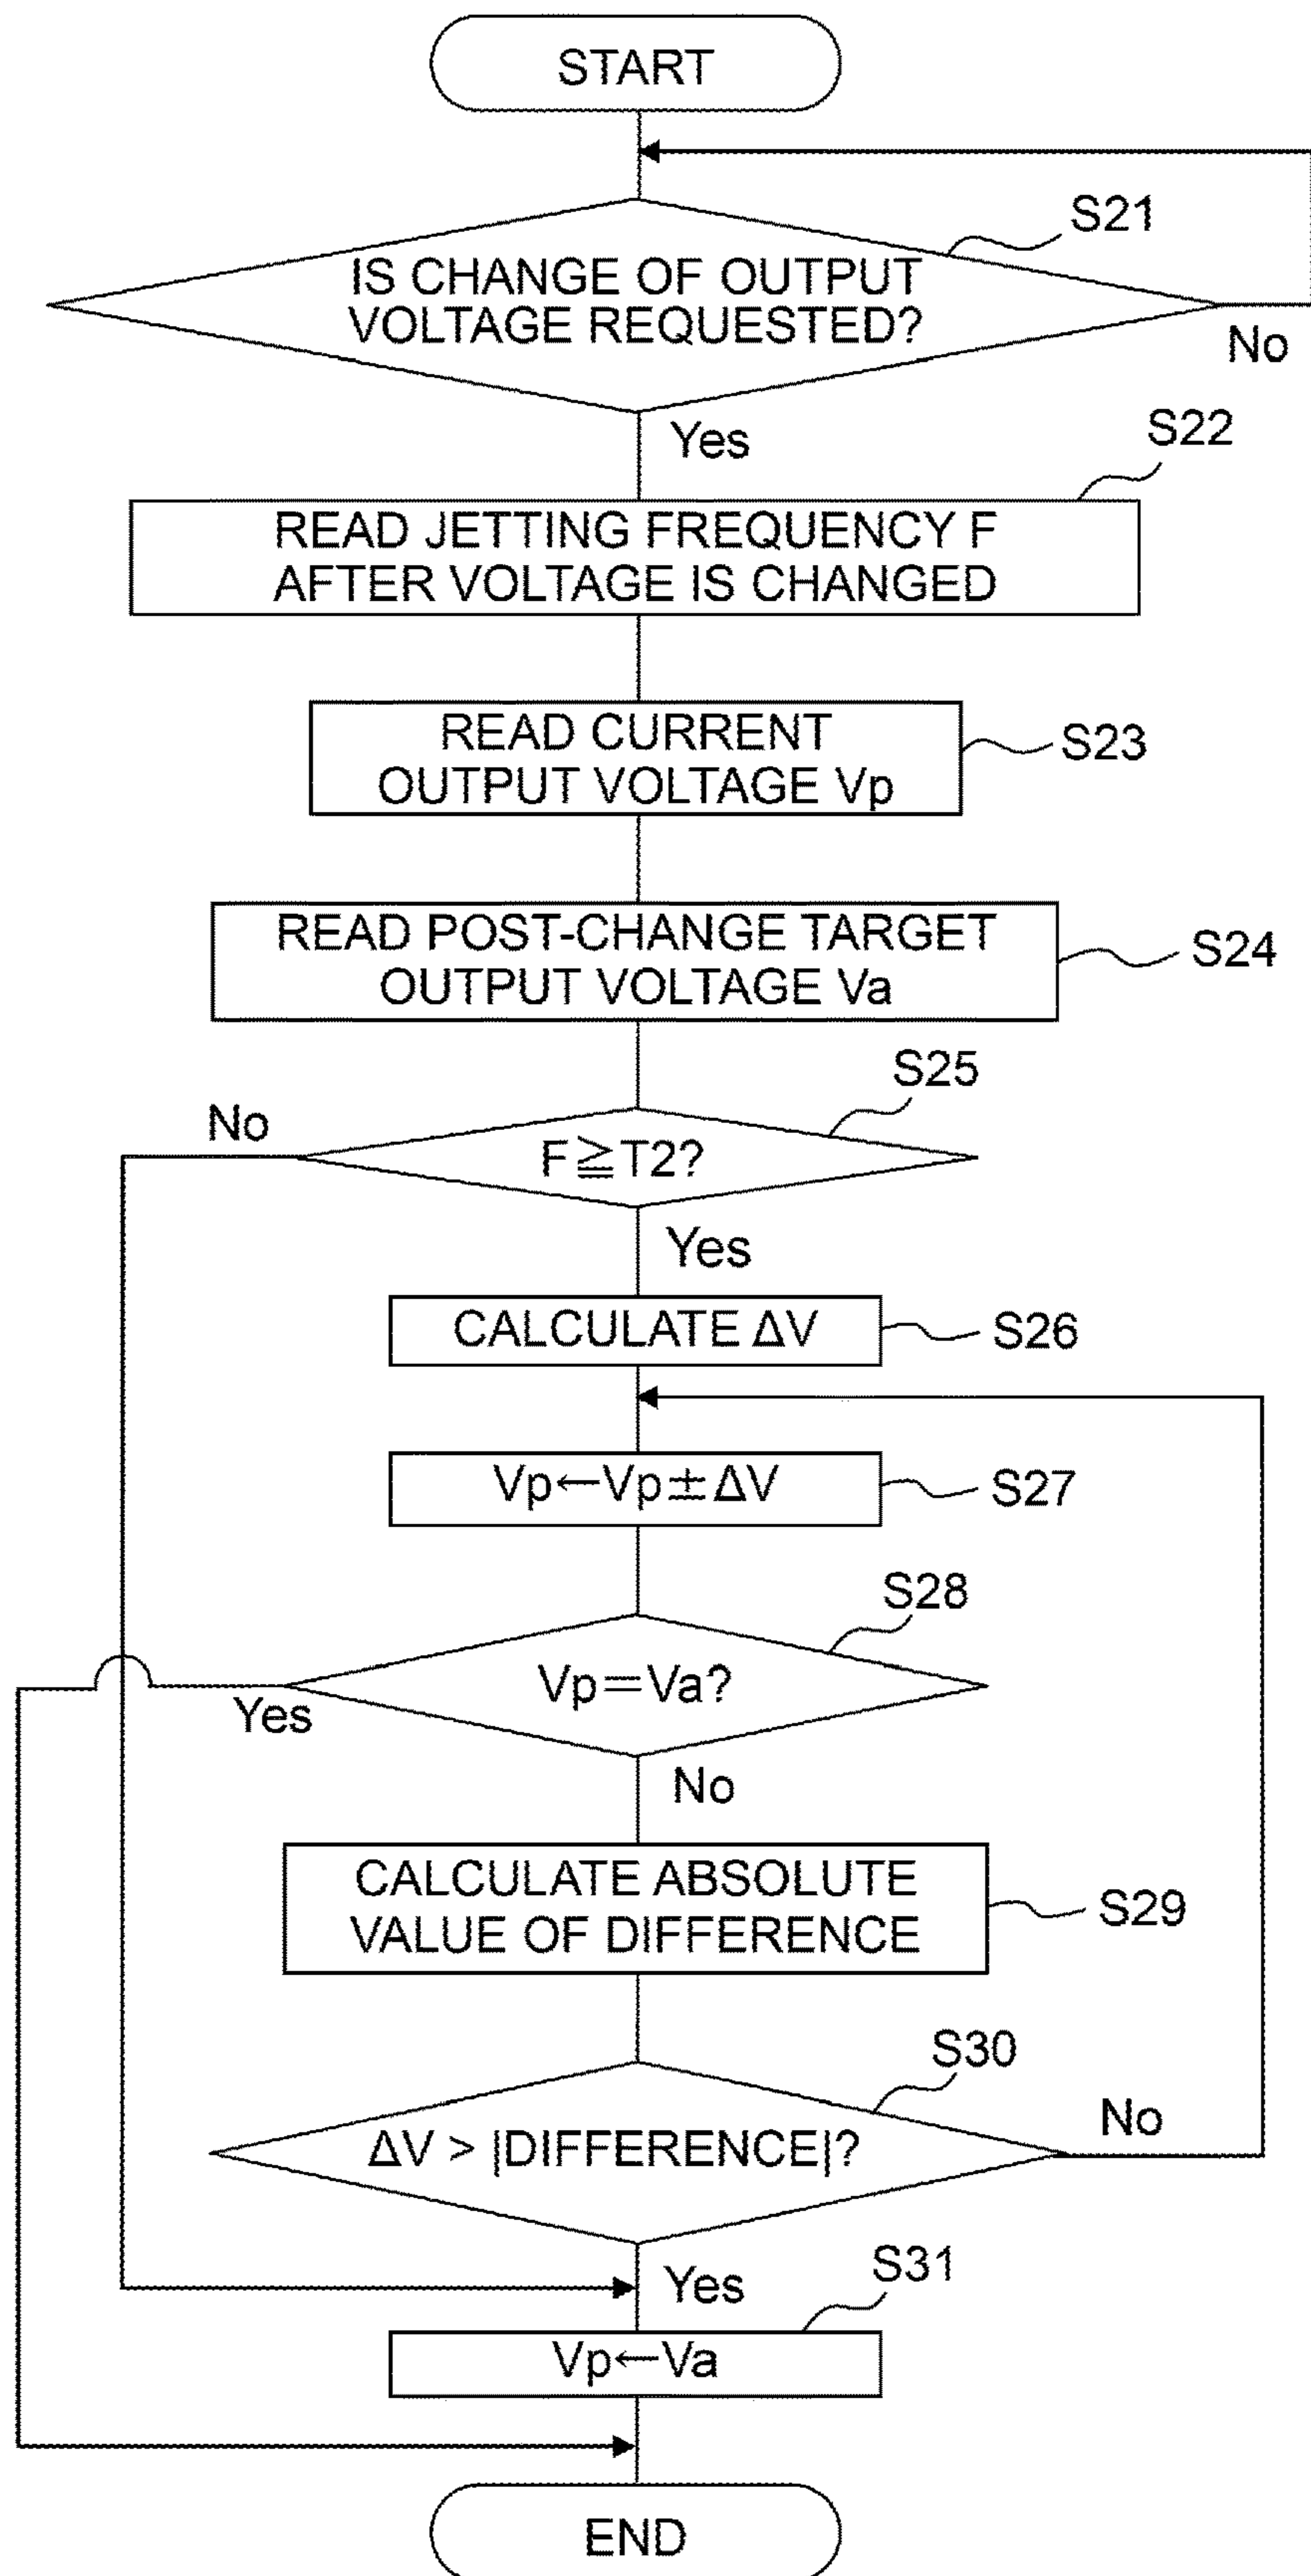 START
S21
IS CHANGE OF OUTPUT
VOLTAGE REQUESTED?
No
Yes
S22
READ JETTING FREQUENCY F
AFTER VOLTAGE IS CHANGED
READ CURRENT
OUTPUT VOLTAGE Vp
S23
READ POST-CHANGE TARGET
OUTPUT VOLTAGE Va
S24
S25
No
F≧T2?
Yes
CALCULATE ΔV
S26
Vp←Vp±ΔV
S27
S28
Vp=Va?
Yes
No
CALCULATE ABSOLUTE
VALUE OF DIFFERENCE
S29
S30
No
ΔV > |DIFFERENCE|?
S31
Yes
Vp←Va
END